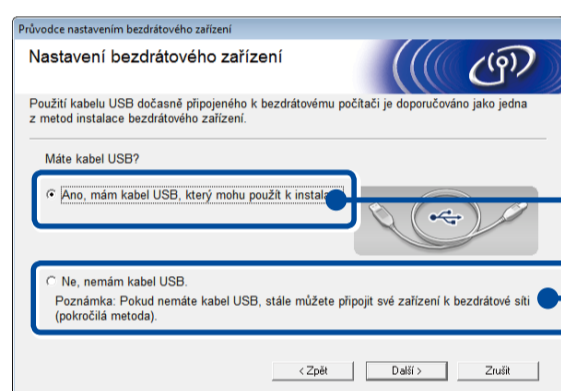 Průvodce nastavením bezdrátového zařízení
Nastavení bezdrátového zařízení
Použití kabelu USB dočasně připojeného k bezdrátovému počítači je doporučováno jako jedna
z metod instalace bezdrátového zařízení.
Máte kabel USB?
Ano, mám kabel USB, který mohu použít k
Ne, nemám kabel USB.
Poznámka: Pokud nemáte kabel USB, stále můžete připojit své zařízení k bezdrátové síti
(pokročilá metoda).
< Zpět
Další >
Zrušit